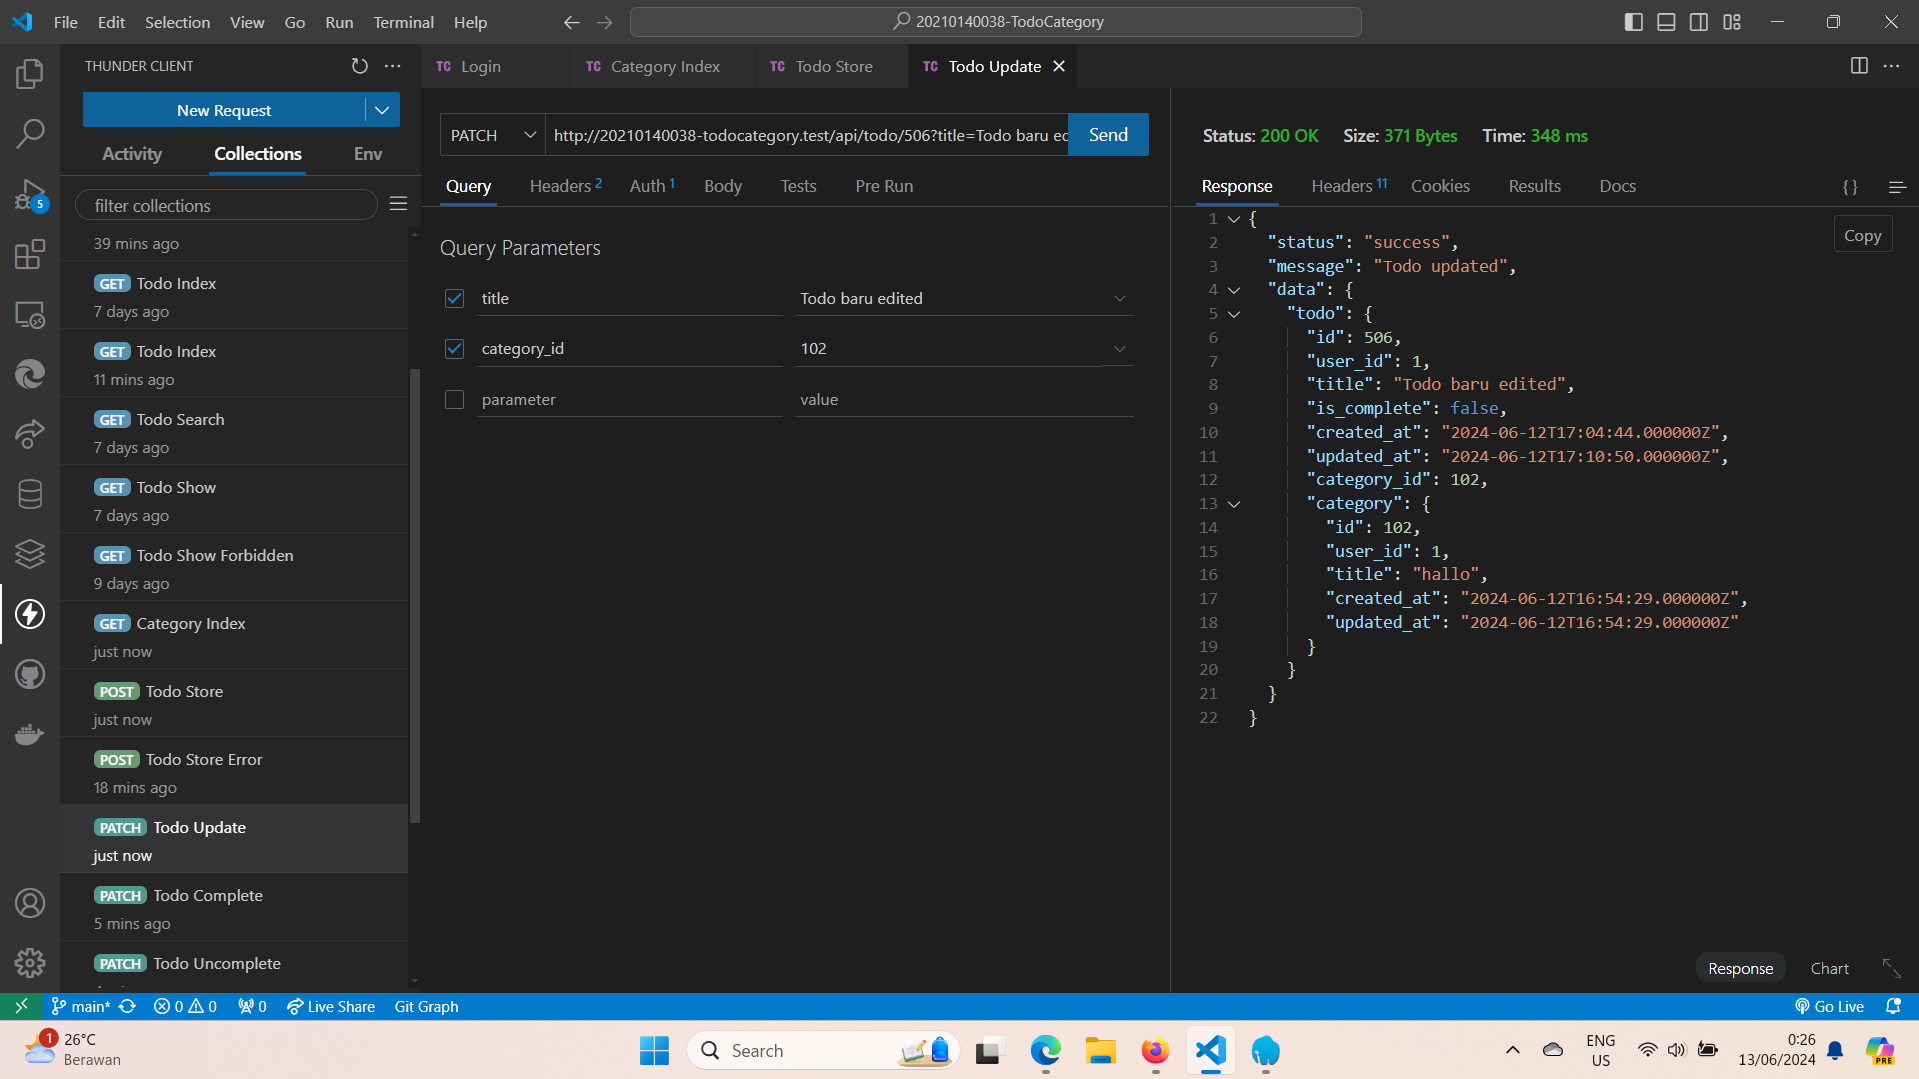 File Edit Selection View Go Run Terminal Help
20210140038-TodoCategory
THUNDER CLIENT
New Request
Activity Collections Env
filter collections
39 mins ago
GET Todo Index
7 days ago
GET Todo Index
11 mins ago
GET Todo Search
7 days ago
GET Todo Show
7 days ago
GET Todo Show Forbidden
9 days ago
GET Category Index
just now
POST Todo Store
just now
POST Todo Store Error
18 mins ago
PATCH Todo Update
just now
PATCH Todo Complete
5 mins ago
PATCH Todo Uncomplete
5
TC Login TC Category Index TC Todo Store TC Todo Update
PATCH http://20210140038-todocategory.test/api/todo/506?title=Todo baru ed Send
Query Headers 2 Auth 1 Body Tests Pre Run
Query Parameters
title Todo baru edited
category_id 102
parameter value
Status: 200 OK Size: 371 Bytes Time: 348 ms
Response Headers 11 Cookies Results Docs {}
Copy
1 {
2 "status": "success",
3 "message": "Todo updated",
4 "data": {
5 "todo": {
6 "id": 506,
7 "user_id": 1,
8 "title": "Todo baru edited",
9 "is_complete": false,
10 "created_at": "2024-06-12T17:04:44.000000Z",
11 "updated_at": "2024-06-12T17:10:50.000000Z",
12 "category_id": 102,
13 "category": {
14 "id": 102,
15 "user_id": 1,
16 "title": "hallo",
17 "created_at": "2024-06-12T16:54:29.000000Z",
18 "updated_at": "2024-06-12T16:54:29.000000Z"
19 }
20 }
21 }
22 }
Response Chart
main* 0 0 0 Live Share Git Graph Go Live
1
26°C
Berawan
Search
ENG
US
0:26
13/06/2024
PRE